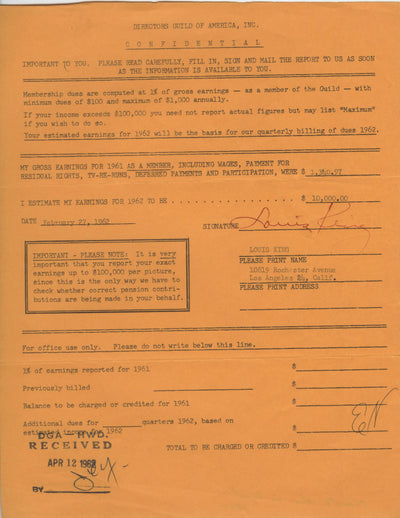 DIRECTORS GUILD OF AMERICA, INC.
CONFIDENTIAL
IMPORTANT TO YOU. PLEASE READ CAREFULLY, FILL IN, SIGN AND MAIL THE REPORT TO US AS SOON
AS THE INFORMATION IS AVAILABLE TO YOU.
Membership dues are computed at 1% of gross earnings — as a member of the Guild — with
minimum dues of $100 and maximum of $1,000 annually.
If your income exceeds $100,000 you need not report actual figures but may list "Maximum"
if you wish to do so.
Your estimated earnings for 1962 will be the basis for our quarterly billing of dues 1962.
MY GROSS EARNINGS FOR 1961 AS A MEMBER, INCLUDING WAGES, PAYMENT FOR
RESIDUAL RIGHTS, TV-RE-RUNS, DEFERRED PAYMENTS AND PARTICIPATION, WERE $
I ESTIMATE MY EARNINGS FOR 1962 TO BE . . . . . . . . . . . . . . . . . $ 10,000.00
DATE February 27, 1962
SIGNATURE Louis King
LOUIS KING
PLEASE PRINT NAME
10619 Rochester Avenue
Los Angeles 24, Calif.
PLEASE PRINT ADDRESS
IMPORTANT - PLEASE NOTE: It is very
important that you report your exact
earnings up to $100,000 per picture,
since this is the only way we have to
check whether correct pension contri-
butions are being made in your behalf.
For office use only. Please do not write below this line.
1% of earnings reported for 1961 $
Previously billed $
Balance to be charged or credited for 1961 $
Additional dues for quarters 1962, based on
estimated income for 1962 $
TOTAL TO BE CHARGED OR CREDITED $
DGA - HWD.
RECEIVED
APR 12 1962
BY